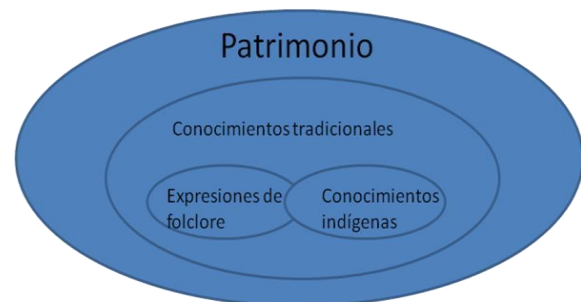 Patrimonio
Conocimientos tradicionales
Expresiones de
folclore
Conocimientos
indígenas